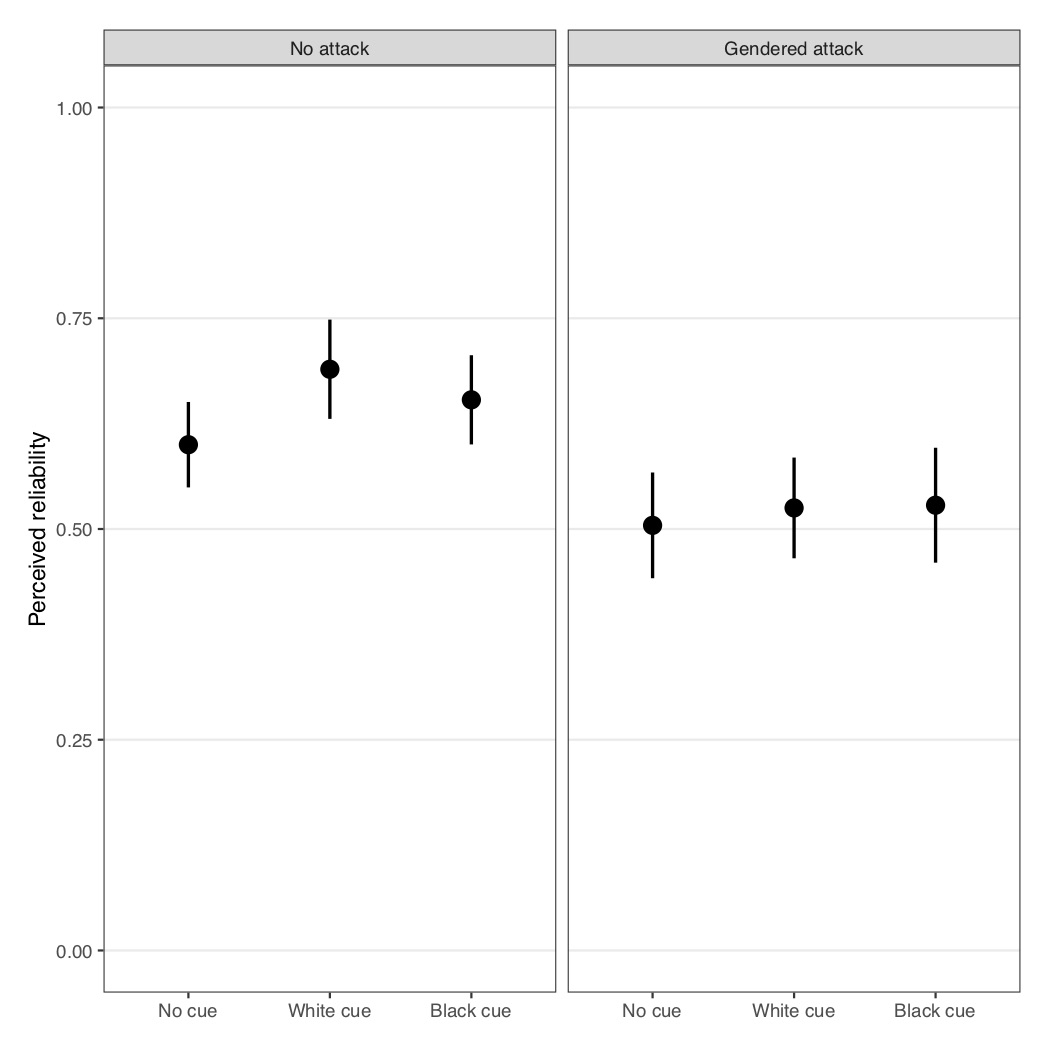 No attack
Gendered attack
Perceived reliability
1.00
0.75
0.50
0.25
0.00
No cue
White cue
Black cue
No cue
White cue
Black cue